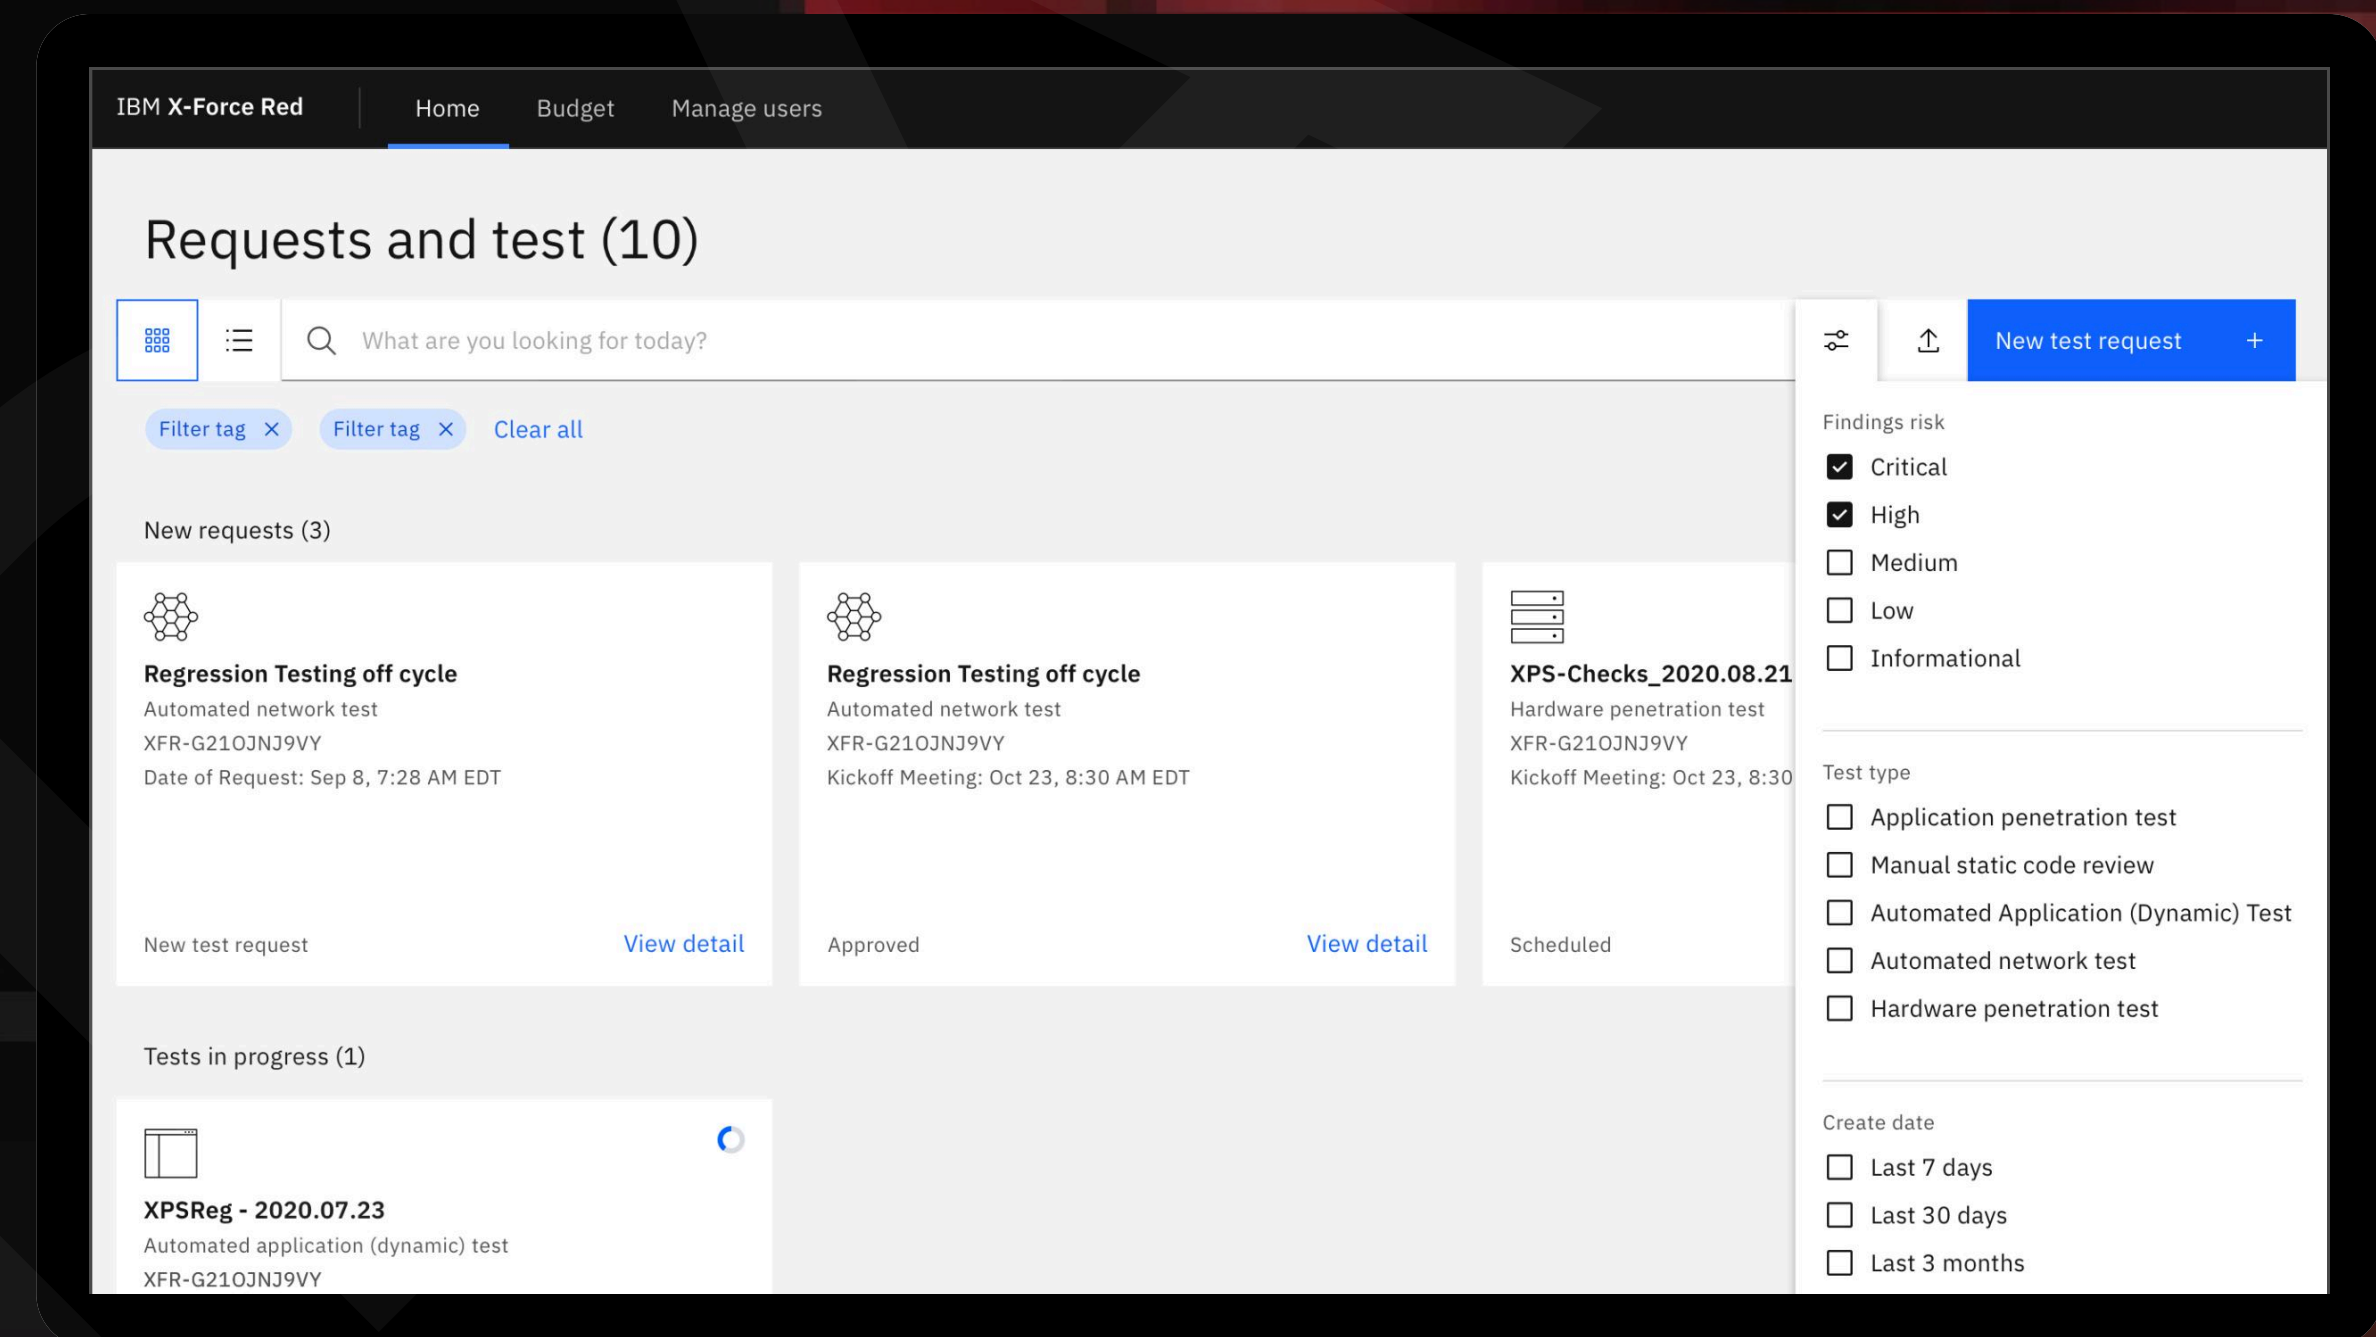 IBM X-Force Red
Home
Budget
Manage users
Requests and test (10)
What are you looking for today?
New test request
Filter tag
Filter tag
Clear all
New requests (3)
Regression Testing off cycle
Automated network test
XFR-G21OJNJ9VY
Date of Request: Sep 8, 7:28 AM EDT
New test request
View detail
Regression Testing off cycle
Automated network test
XFR-G21OJNJ9VY
Kickoff Meeting: Oct 23, 8:30 AM EDT
Approved
View detail
XPS-Checks_2020.08.21
Hardware penetration test
XFR-G21OJNJ9VY
Kickoff Meeting: Oct 23, 8:30
Scheduled
Tests in progress (1)
XPSReg - 2020.07.23
Automated application (dynamic) test
XFR-G21OJNJ9VY
Findings risk
Critical
High
Medium
Low
Informational
Test type
Application penetration test
Manual static code review
Automated Application (Dynamic) Test
Automated network test
Hardware penetration test
Create date
Last 7 days
Last 30 days
Last 3 months